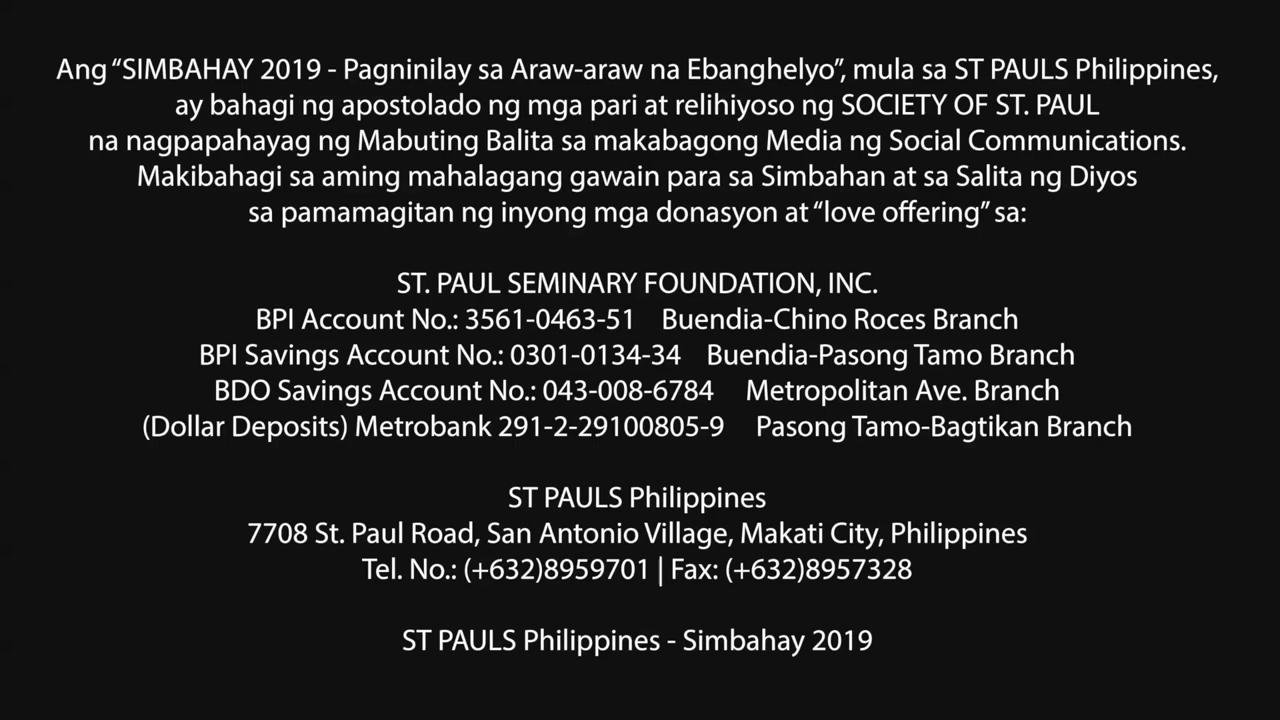 Ang “SIMBAHAY 2019 - Pagninilay sa Araw-araw na Ebanghelyo”, mula sa ST PAULS Philippines,
ay bahagi ng apostolado ng mga pari at relihiyoso ng SOCIETY OF ST. PAUL
na nagpapahayag ng Mabuting Balita sa makabagong Media ng Social Communications.
Makibahagi sa aming mahalagang gawain para sa Simbahan at sa Salita ng Diyos
sa pamamagitan ng inyong mga donasyon at “love offering” sa:
ST. PAUL SEMINARY FOUNDATION, INC.
BPI Account No.: 3561-0463-51 Buendia-Chino Roces Branch
BPI Savings Account No.: 0301-0134-34 Buendia-Pasong Tamo Branch
BDO Savings Account No.: 043-008-6784 Metropolitan Ave. Branch
(Dollar Deposits) Metrobank 291-2-29100805-9 Pasong Tamo-Bagtikan Branch
ST PAULS Philippines
7708 St. Paul Road, San Antonio Village, Makati City, Philippines
Tel. No.: (+632)8959701 | Fax: (+632)8957328
ST PAULS Philippines - Simbahay 2019